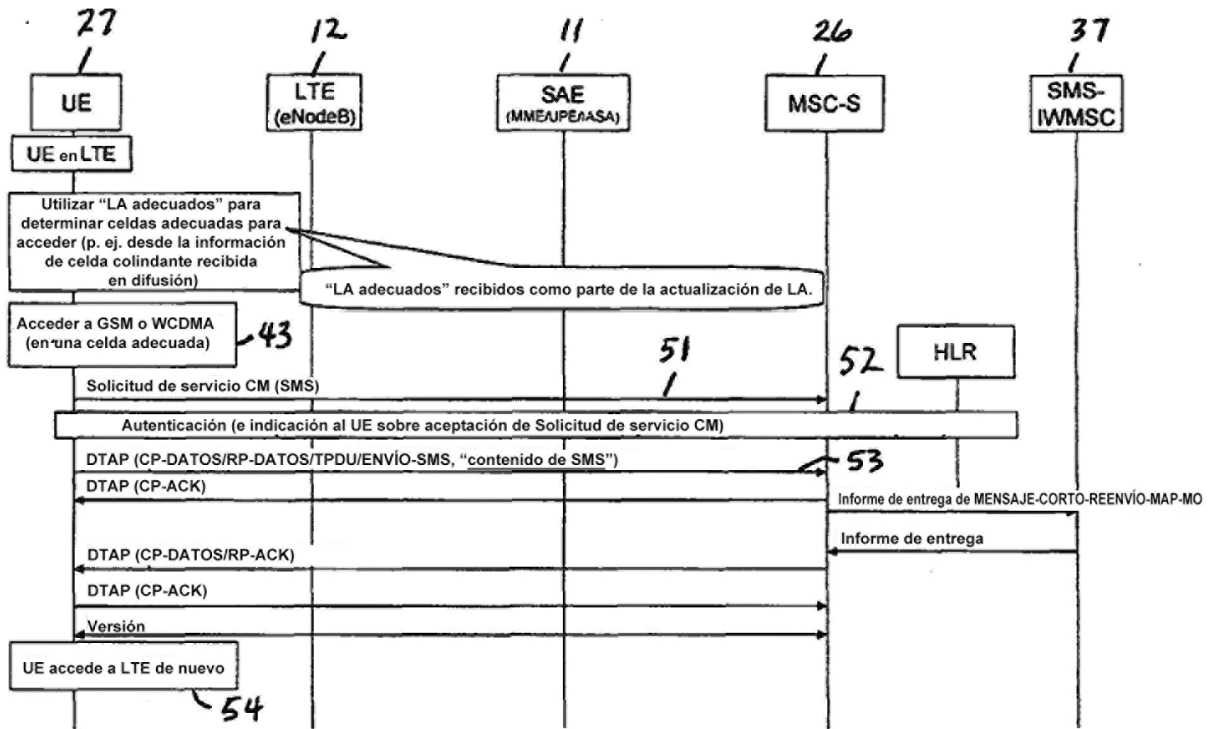 27
12
11
26
37
UE
LTE
(eNodeB)
SAE
(MME/UPE/IASA)
MSC-S
SMS-
IWMSC
UE en LTE
Utilizar “LA adecuados” para
determinar celdas adecuadas para
acceder (p. ej. desde la información
de celda colindante recibida
en difusión)
“LA adecuados” recibidos como parte de la actualización de LA.
Acceder a GSM o WCDMA
(en una celda adecuada)
43
HLR
51
52
Solicitud de servicio CM (SMS)
Autenticación (e indicación al UE sobre aceptación de Solicitud de servicio CM)
DTAP (CP-DATOS/RP-DATOS/TPDU/ENVÍO-SMS, “contenido de SMS”)
53
DTAP (CP-ACK)
Informe de entrega de MENSAJE-CORTO-REENVÍO-MAP-MO
Informe de entrega
DTAP (CP-DATOS/RP-ACK)
DTAP (CP-ACK)
Versión
UE accede a LTE de nuevo
54